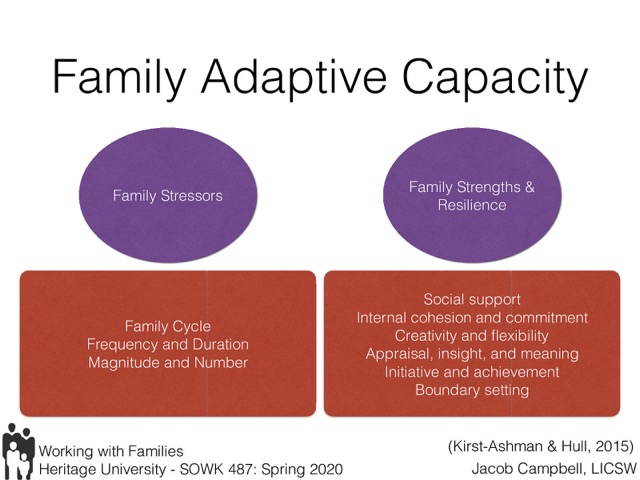 Family Adaptive Capacity
Family Stressors
Family Strengths &
Resilience
Family Cycle
Frequency and Duration
Magnitude and Number
Social support
Internal cohesion and commitment
Creativity and flexibility
Appraisal, insight, and meaning
Initiative and achievement
Boundary setting
Working with Families
Heritage University - SOWK 487: Spring 2020
(Kirst-Ashman & Hull, 2015)
Jacob Campbell, LICSW